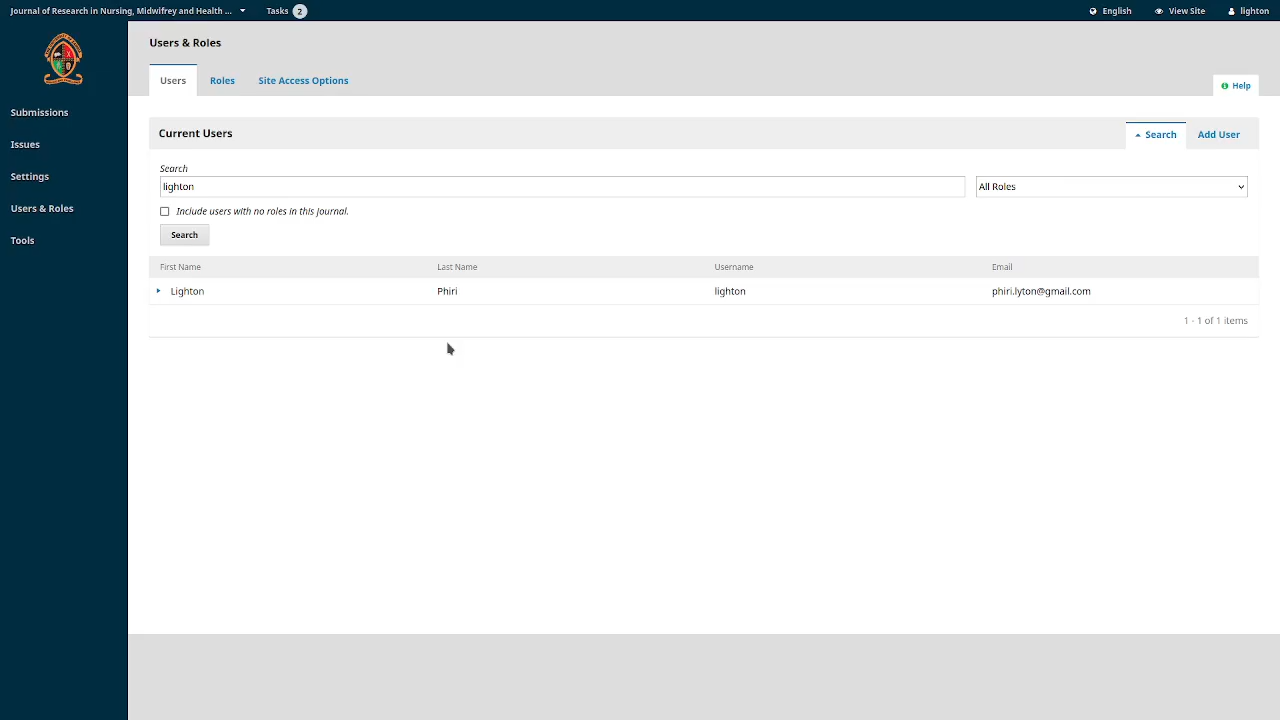 Journal of Research in Nursing, Midwifrey and Health ... Tasks 2 English View Site lighton
Users & Roles
Users Roles Site Access Options
Help
Submissions
Issues
Settings
Users & Roles
Tools
Current Users Search Add User
Search
lighton All Roles
Include users with no roles in this journal.
Search
First Name Last Name Username Email
Lighton Phiri lighton phiri.lyton@gmail.com
1 - 1 of 1 items